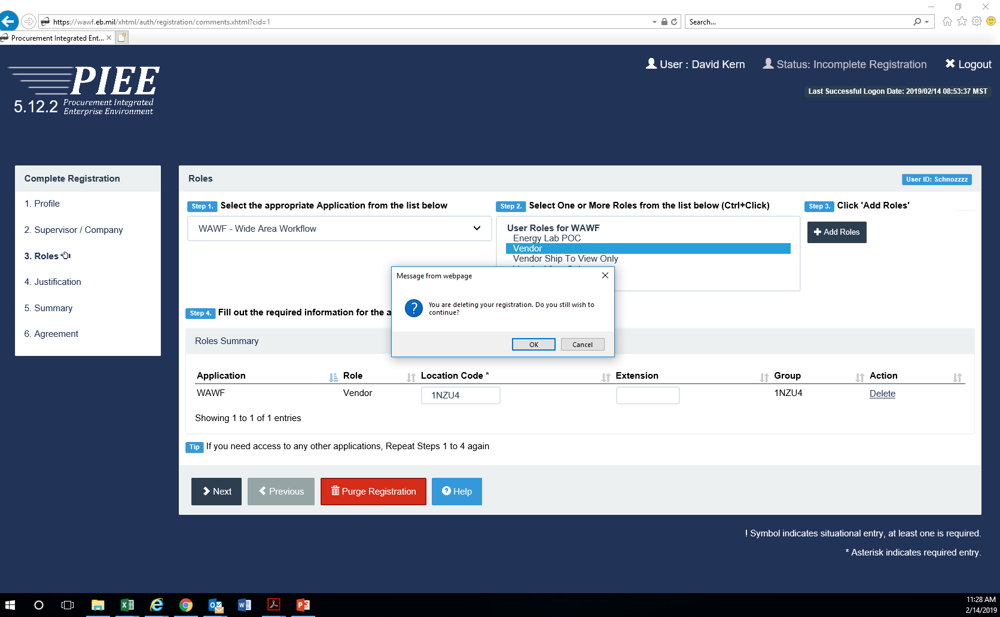 https://wawf.eb.mil/xhtml/auth/registration/comments.xhtml?cid=1
Search...
Procurement Integrated Ent...
User : David Kern
Status: Incomplete Registration
Logout
Last Successful Logon Date: 2019/02/14 08:53:37 MST
PIEE
5.12.2
Procurement Integrated
Enterprise Environment
Complete Registration
1. Profile
2. Supervisor / Company
3. Roles
4. Justification
5. Summary
6. Agreement
Roles
User ID: Schnozzzz
Step 1. Select the appropriate Application from the list below
WAWF - Wide Area Workflow
Step 2. Select One or More Roles from the list below (Ctrl+Click)
User Roles for WAWF
Energy Lab POC
Vendor
Vendor Ship To View Only
Step 3. Click 'Add Roles'
Add Roles
Message from webpage
You are deleting your registration. Do you still wish to
continue?
OK
Cancel
Step 4. Fill out the required information for the a
Roles Summary
Application Role Location Code * Extension Group Action
WAWF Vendor 1NZU4 1NZU4 Delete
Showing 1 to 1 of 1 entries
Tip If you need access to any other applications, Repeat Steps 1 to 4 again
Next
Previous
Purge Registration
Help
! Symbol indicates situational entry, at least one is required.
* Asterisk indicates required entry.
11:28 AM
2/14/2019